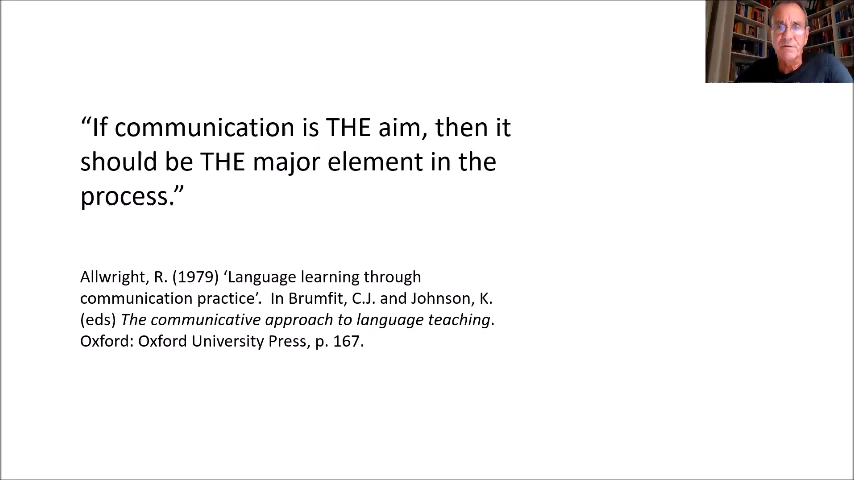 “If communication is THE aim, then it
should be THE major element in the
process.”
Allwright, R. (1979) ‘Language learning through
communication practice’.  In Brumfit, C.J. and Johnson, K.
(eds) The communicative approach to language teaching.
Oxford: Oxford University Press, p. 167.